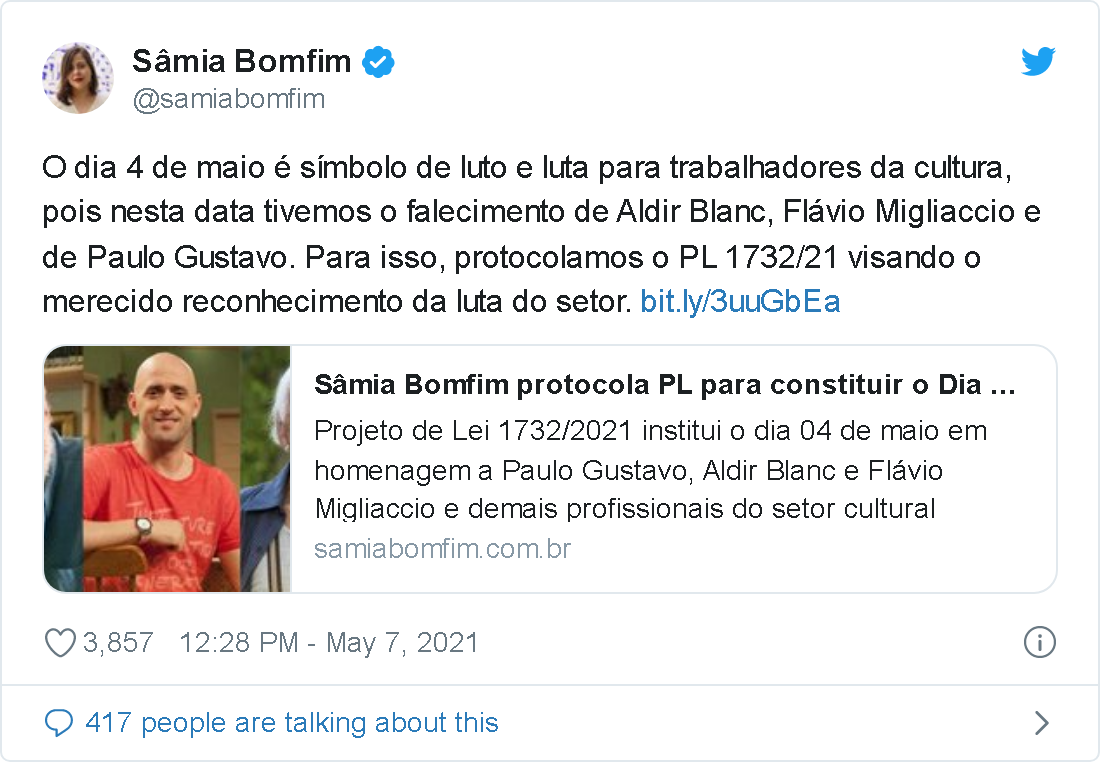 Sâmia Bomfim
@samiabomfim
O dia 4 de maio é símbolo de luto e luta para trabalhadores da cultura,
pois nesta data tivemos o falecimento de Aldir Blanc, Flávio Migliaccio e
de Paulo Gustavo. Para isso, protocolamos o PL 1732/21 visando o
merecido reconhecimento da luta do setor. bit.ly/3uuGbEa
Sâmia Bomfim protocola PL para constituir o Dia ...
Projeto de Lei 1732/2021 institui o dia 04 de maio em
homenagem a Paulo Gustavo, Aldir Blanc e Flávio
Migliaccio e demais profissionais do setor cultural
samiabomfim.com.br
3,857 12:28 PM - May 7, 2021
417 people are talking about this